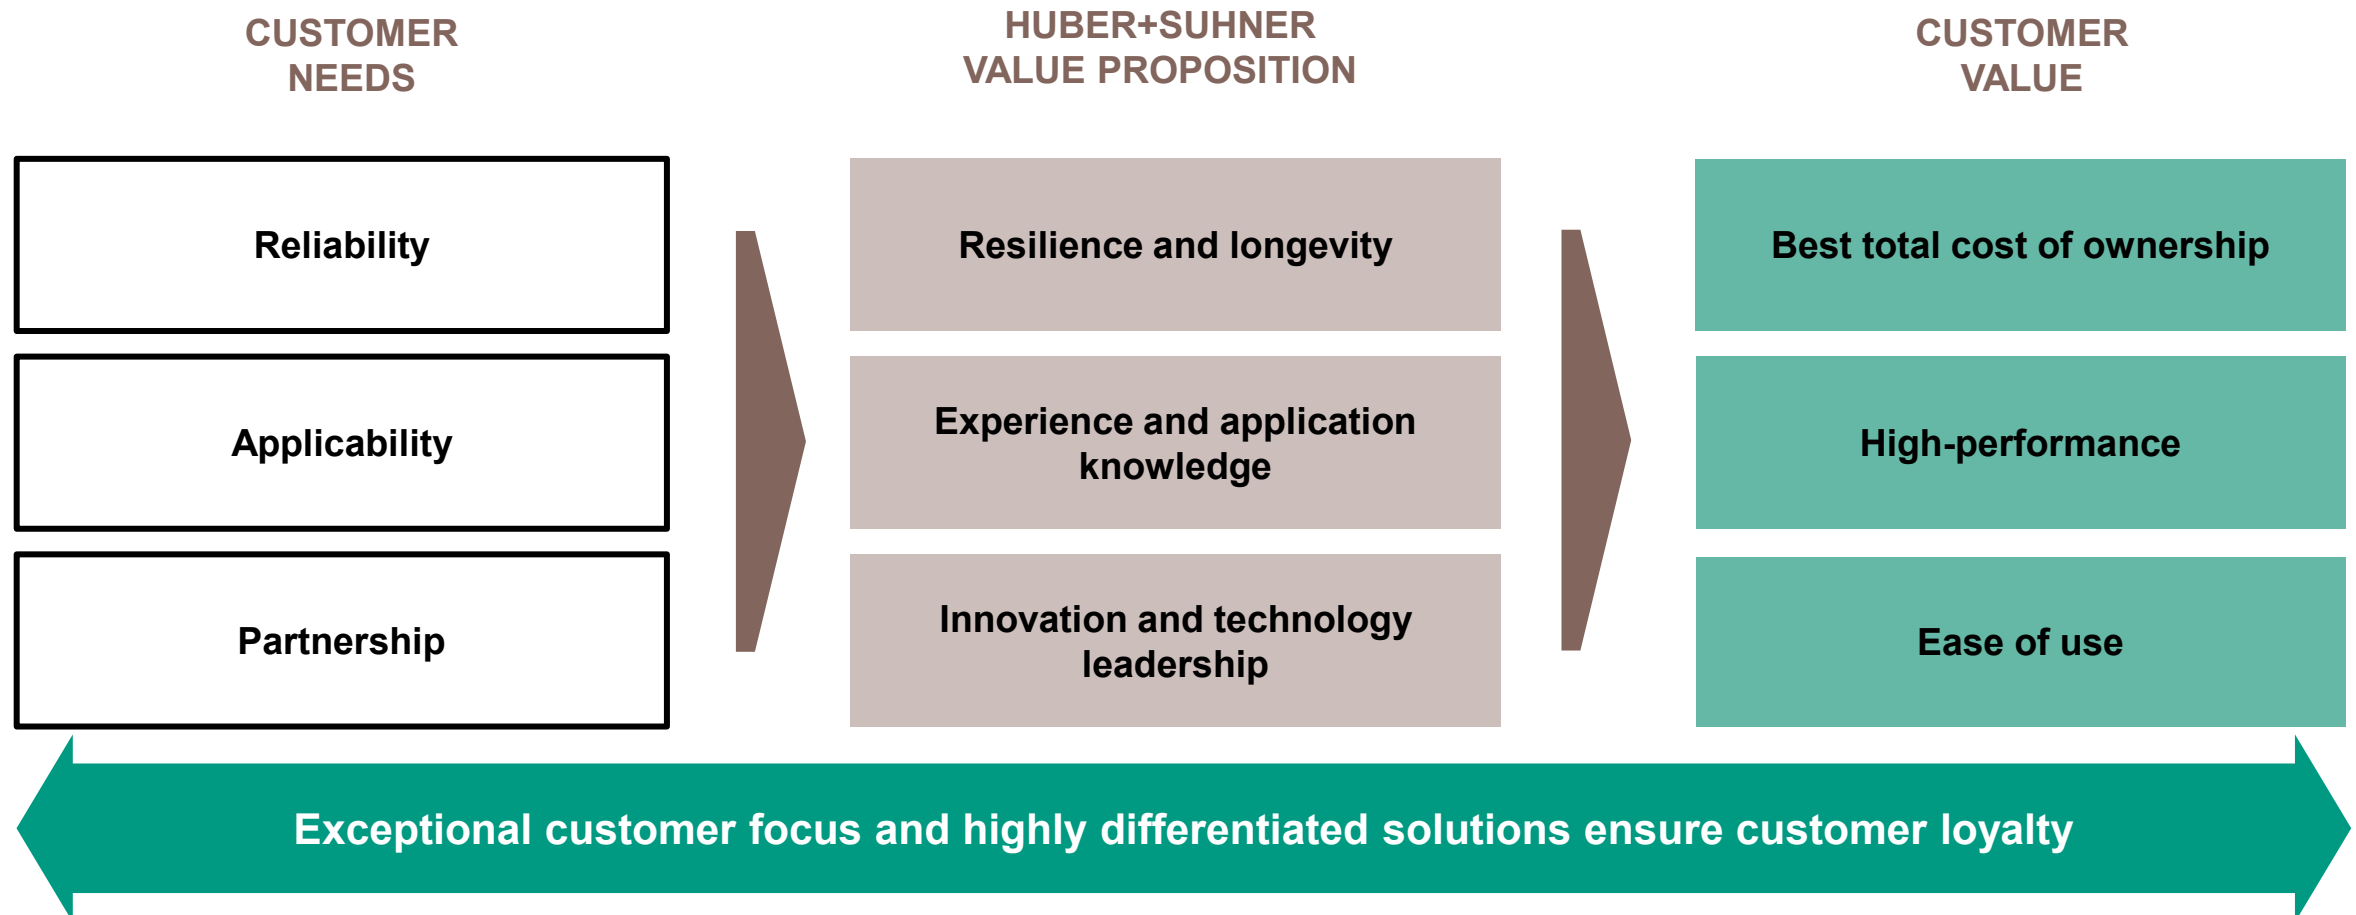 CUSTOMER
NEEDS
HUBER+SUHNER
VALUE PROPOSITION
CUSTOMER
VALUE
Reliability
Resilience and longevity
Best total cost of ownership
Applicability
Experience and application
knowledge
High-performance
Partnership
Innovation and technology
leadership
Ease of use
Exceptional customer focus and highly differentiated solutions ensure customer loyalty